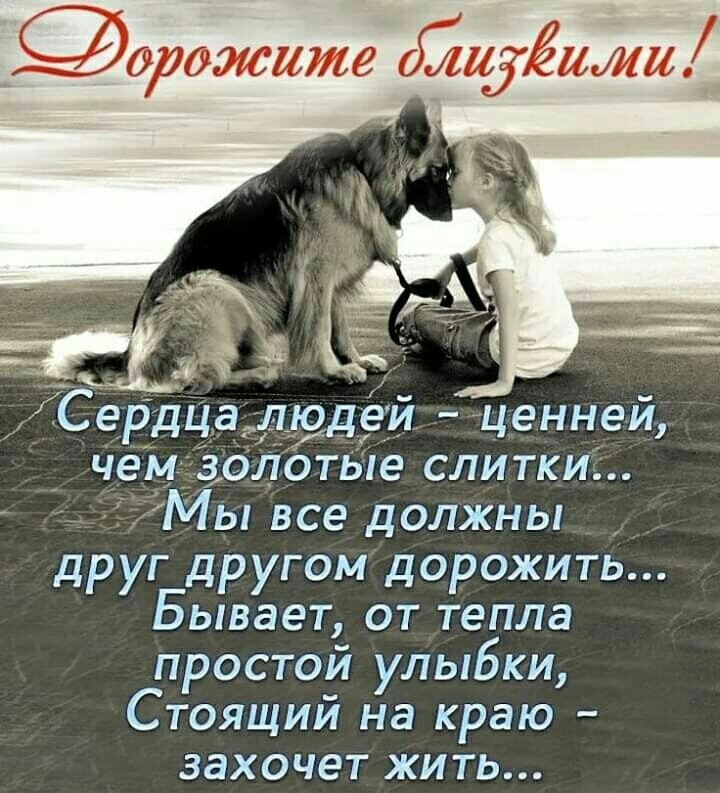 Дорожите близкими!
Сердца людей - ценней,
чем золотые слитки...
Мы все должны
друг другом дорожить...
Бывает, от тепла
простой улыбки,
Стоящий на краю -
захочет жить...